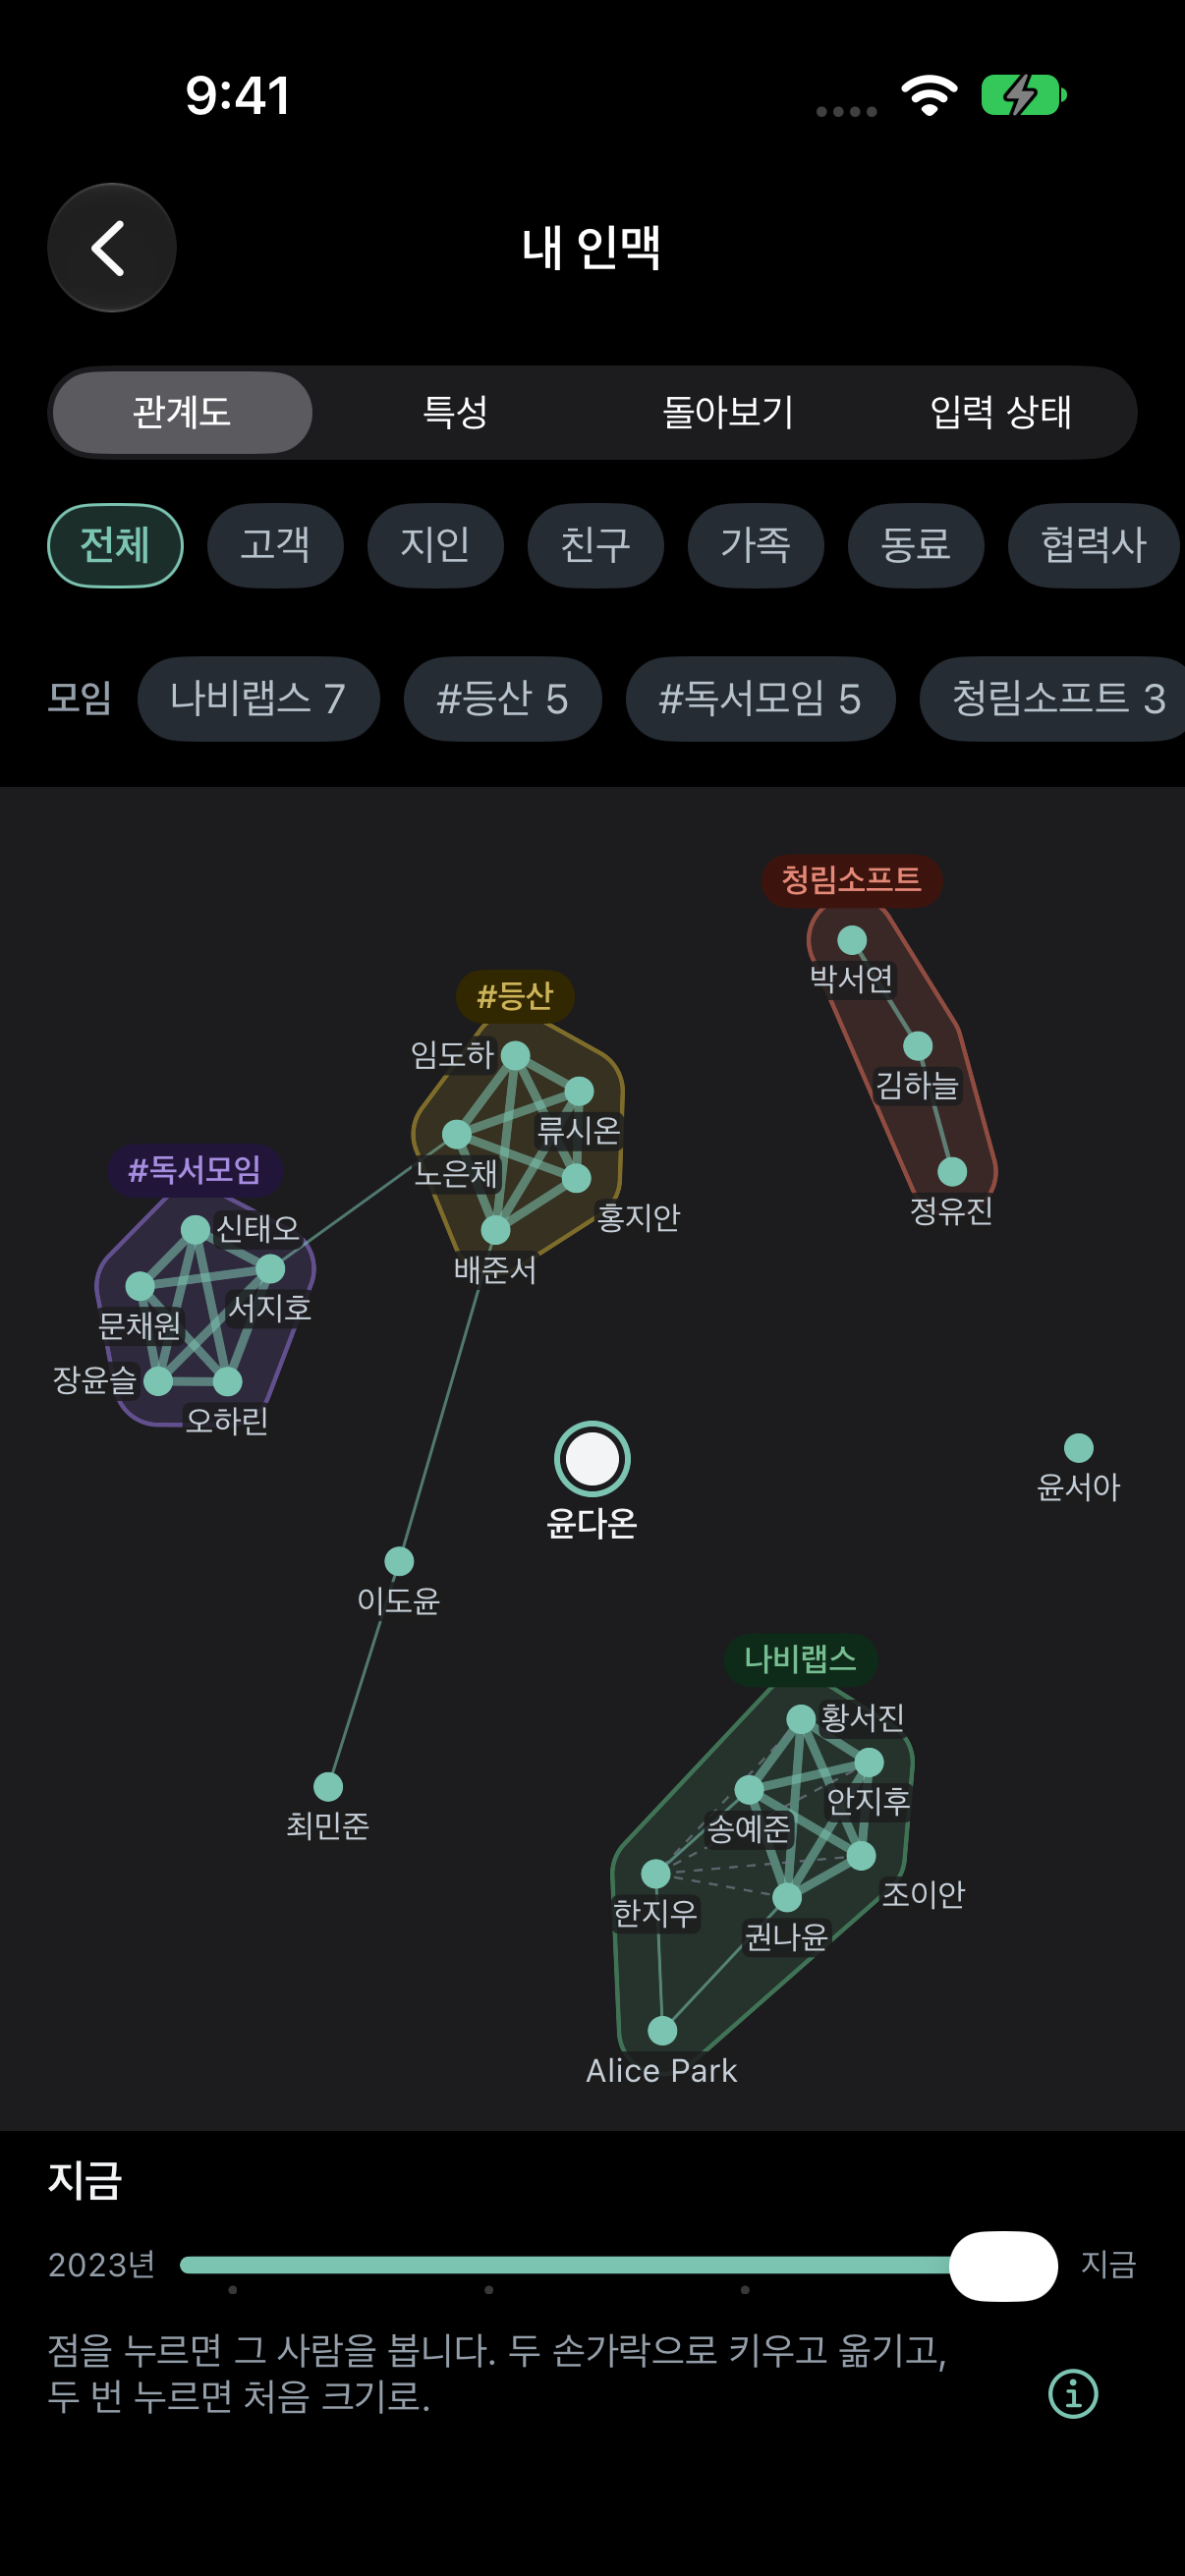 9:41
내 인맥
관계도 특성 돌아보기 입력 상태
전체 고객 지인 친구 가족 동료 협력사
모임 나비랩스 7 #등산 5 #독서모임 5 청림소프트 3
청림소프트
박서연
#등산
임도하
김하늘
류시온
노은채
#독서모임
정유진
홍지안
신태오
배준서
서지호
문채원
장윤슬
오하린
윤서아
윤다온
이도윤
나비랩스
황서진
안지후
최민준
송예준
조이안
한지우
권나윤
Alice Park
지금
2023년 지금
점을 누르면 그 사람을 봅니다. 두 손가락으로 키우고 옮기고,
두 번 누르면 처음 크기로.